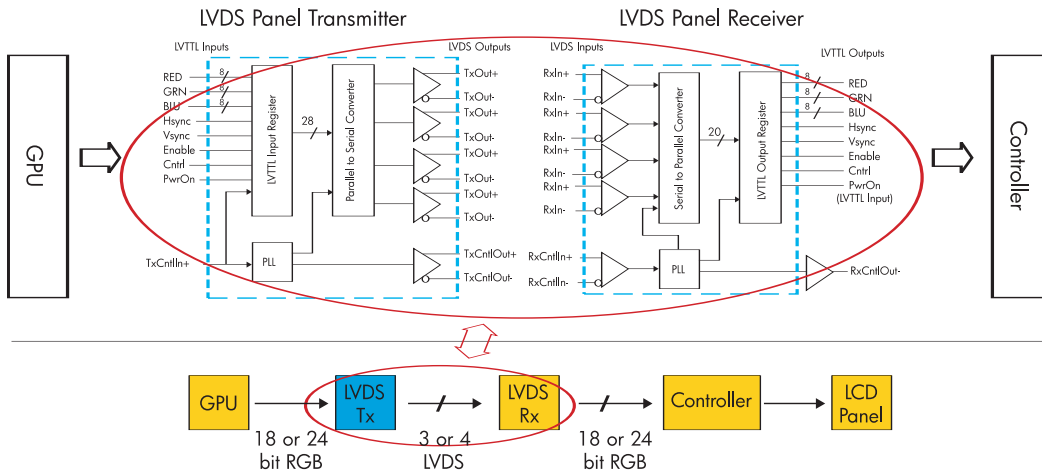 LVDS Panel Transmitter
LVDS Panel Receiver
LVTTL Inputs
LVDS Outputs
LVDS Inputs
LVTTL Outputs
GPU
RED
GRN
BLU
Hsync
Vsync
Enable
Cntrl
PwrOn
TxCntlIn+
8
8
8
LVTTL Input Register
28
Parallel to Serial Converter
PLL
TxOut+
TxOut-
TxOut+
TxOut-
TxOut+
TxOut-
TxOut+
TxOut-
TxCntlOut+
TxCntlOut-
RxIn+
RxIn-
RxIn+
RxIn-
RxIn+
RxIn-
RxIn+
RxIn-
RxCntlIn+
RxCntlIn-
Serial to Parallel Converter
20
LVTTL Output Register
PLL
8
8
8
RED
GRN
BLU
Hsync
Vsync
Enable
Cntrl
PwrOn
(LVTTL Input)
RxCntlOut-
Controller
GPU
LVDS
Tx
LVDS
Rx
Controller
LCD
Panel
18 or 24
bit RGB
3 or 4
LVDS
18 or 24
bit RGB